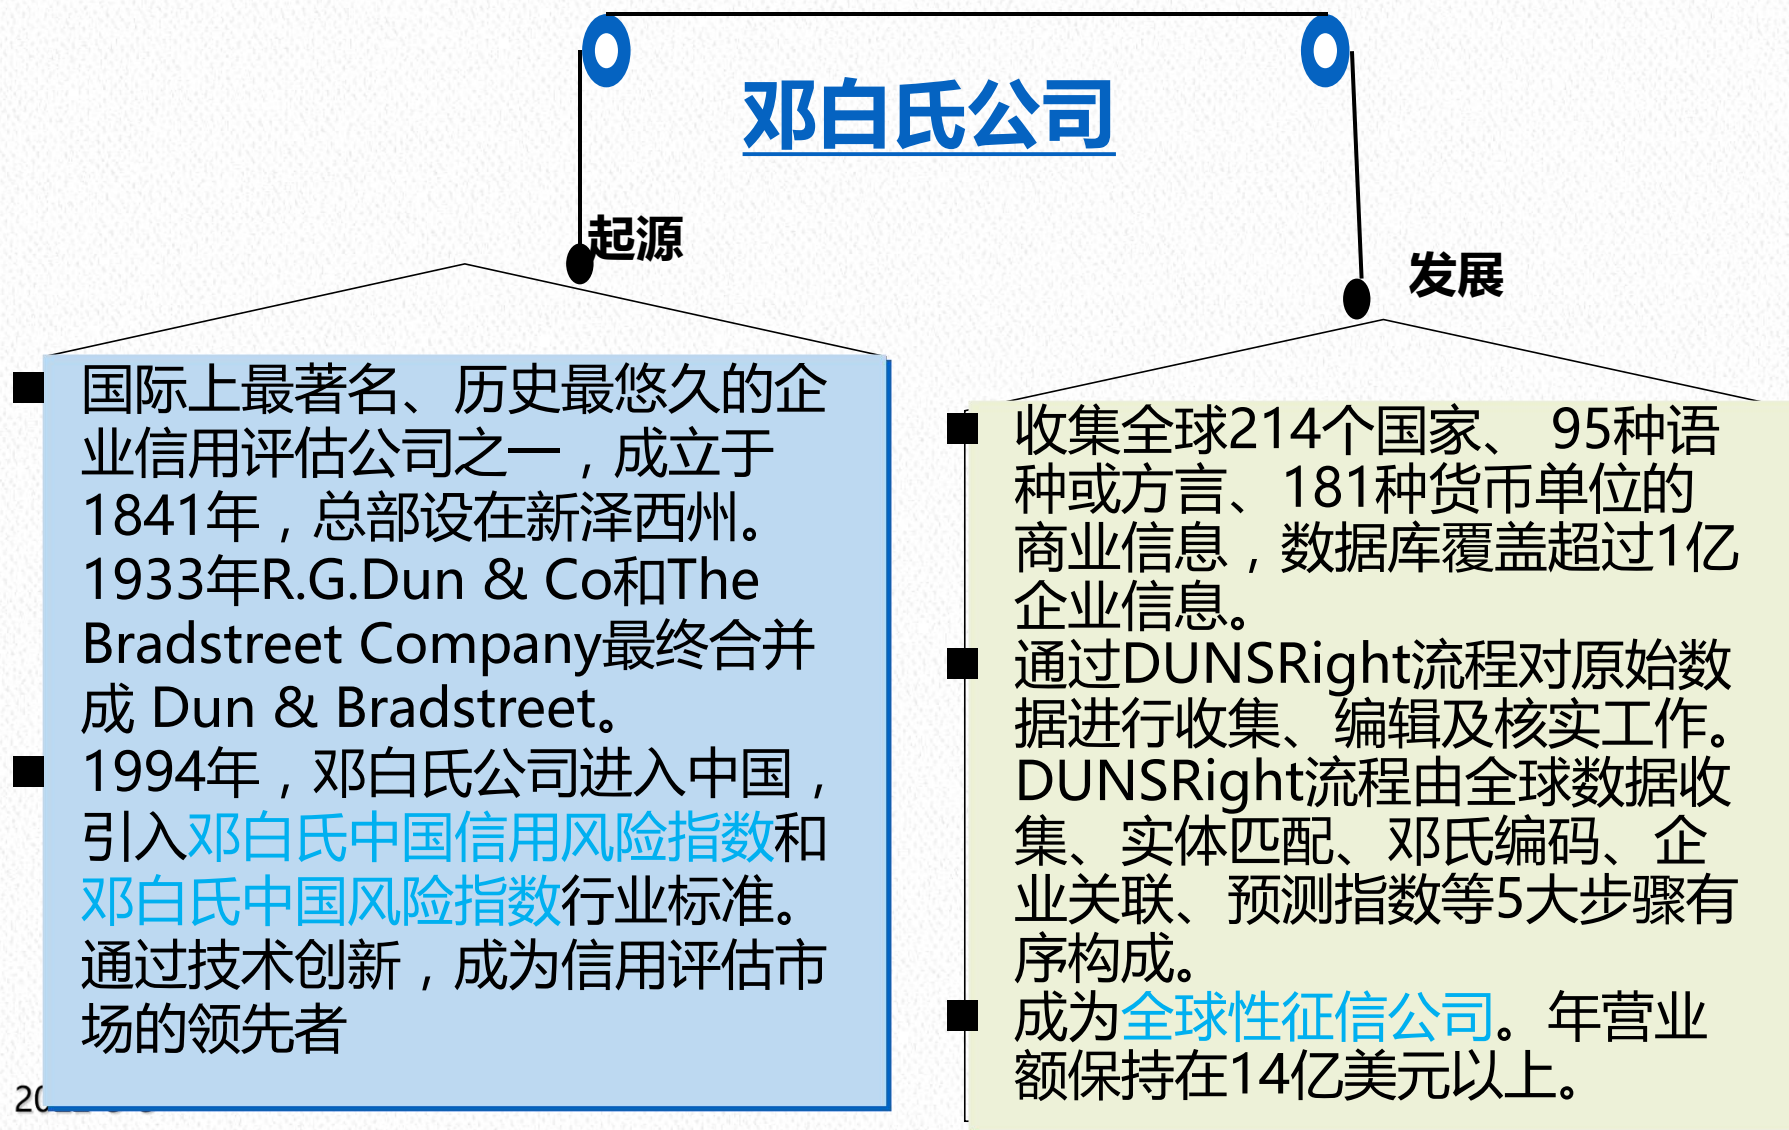 邓白氏公司
起源
国际上最著名、历史最悠久的企
业信用评估公司之一，成立于
1841年，总部设在新泽西州。
1933年R.G.Dun & Co和The
Bradstreet Company最终合并
成 Dun & Bradstreet。
1994年，邓白氏公司进入中国，
引入邓白氏中国信用风险指数和
邓白氏中国风险指数行业标准。
通过技术创新，成为信用评估市
场的领先者
发展
收集全球214个国家、 95种语
种或方言、181种货币单位的
商业信息，数据库覆盖超过1亿
企业信息。
通过DUNSRight流程对原始数
据进行收集、编辑及核实工作。
DUNSRight流程由全球数据收
集、实体匹配、邓氏编码、企
业关联、预测指数等5大步骤有
序构成。
成为全球性征信公司。年营业
额保持在14亿美元以上。